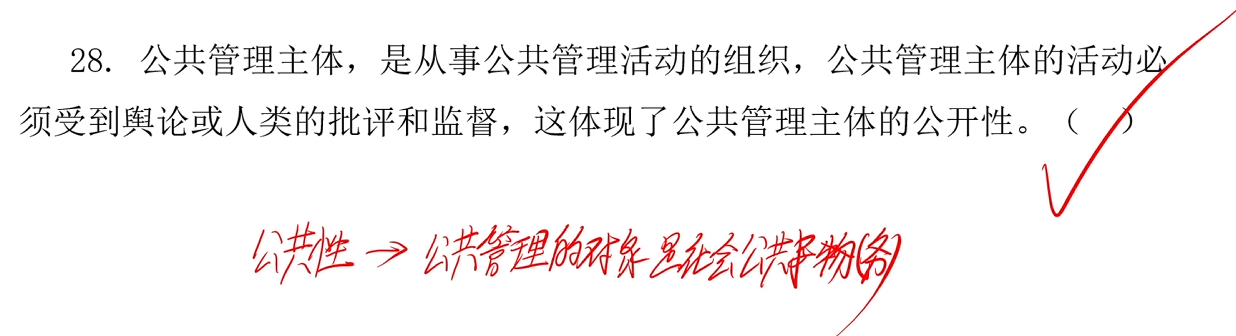 28. 公共管理主体，是从事公共管理活动的组织，公共管理主体的活动必
须受到舆论或人类的批评和监督，这体现了公共管理主体的公开性。（　）
公共性→公共管理的对象是社会公共事物(务)